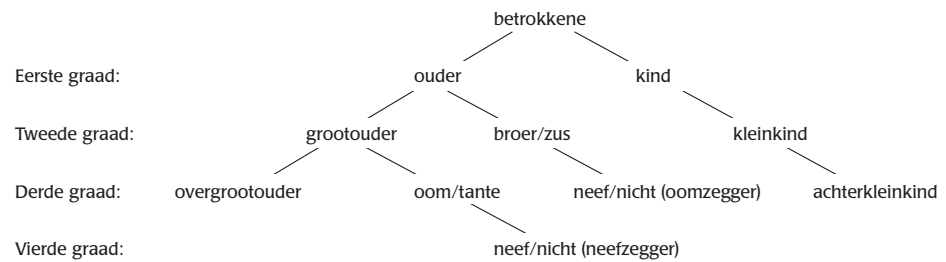 betrokkene
Eerste graad: ouder kind
Tweede graad: grootouder broer/zus kleinkind
Derde graad: overgrootouder oom/tante neef/nicht (oomzegger) achterkleinkind
Vierde graad: neef/nicht (neefzegger)